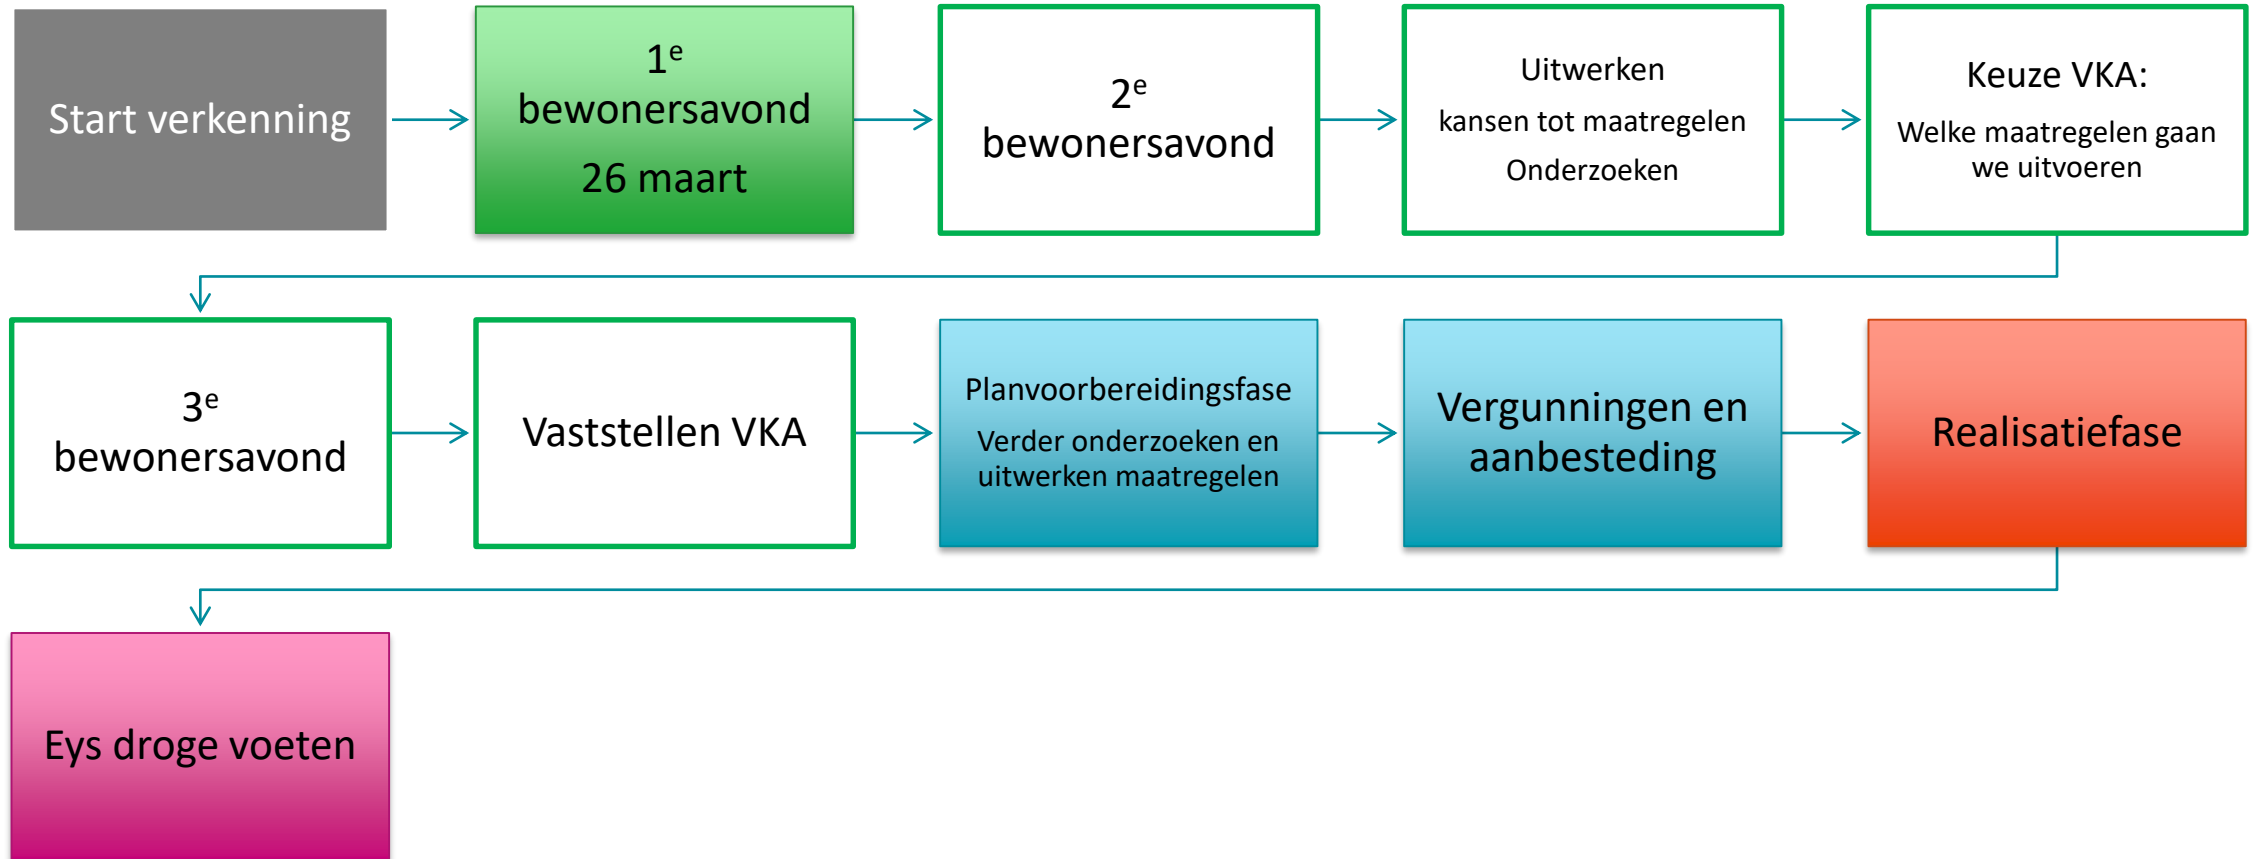 Start verkenning
1e
bewonersavond
26 maart
2e
bewonersavond
Uitwerken
kansen tot maatregelen
Onderzoeken
Keuze VKA:
Welke maatregelen gaan
we uitvoeren
3e
bewonersavond
Vaststellen VKA
Planvoorbereidingsfase
Verder onderzoeken en
uitwerken maatregelen
Vergunningen en
aanbesteding
Realisatiefase
Eys droge voeten